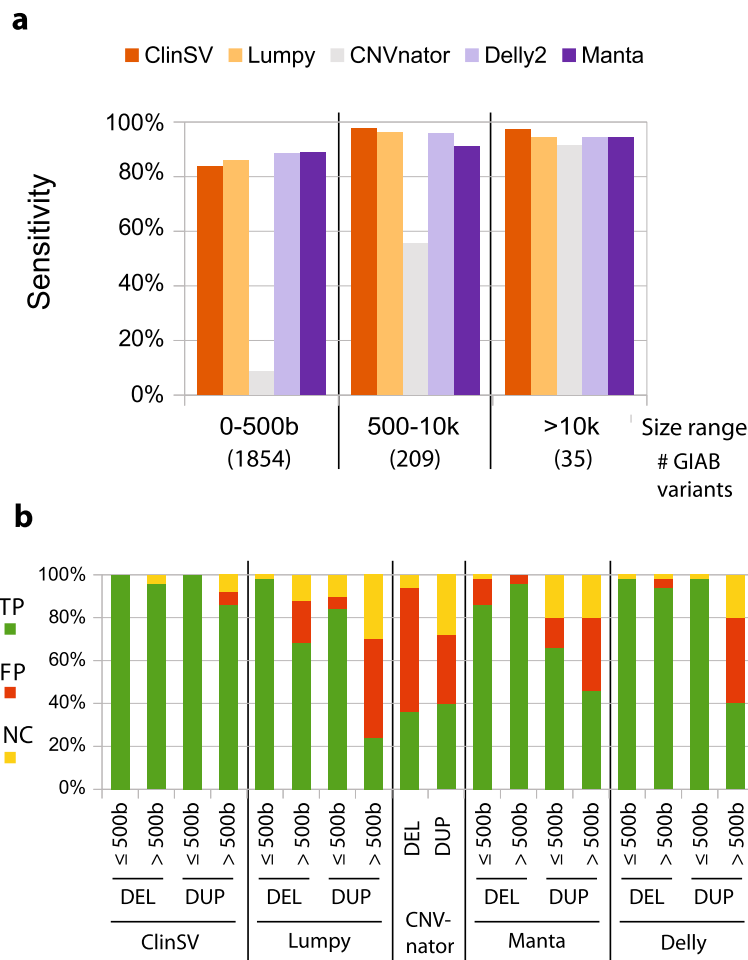 a
ClinSV Lumpy CNVnator Delly2 Manta
Sensitivity
100%
80%
60%
40%
20%
0%
0-500b 500-10k >10k Size range
(1854) (209) (35) # GIAB
variants
b
TP
FP
NC
100%
80%
60%
40%
20%
0%
≤ 500b > 500b ≤ 500b > 500b ≤ 500b > 500b ≤ 500b > 500b DEL DUP ≤ 500b > 500b ≤ 500b > 500b ≤ 500b > 500b ≤ 500b > 500b
DEL DUP DEL DUP DEL DUP DEL DUP
ClinSV Lumpy CNV-
nator Manta Delly